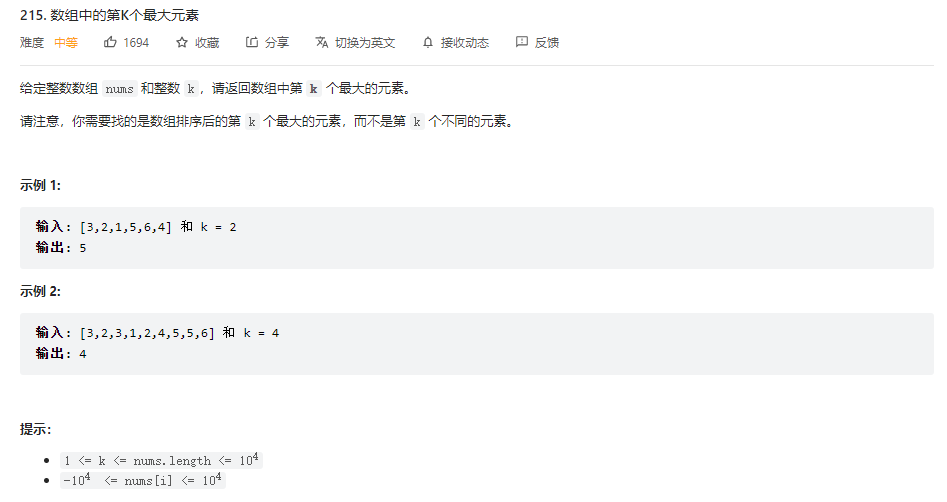 215. 数组中的第K个最大元素
难度 中等 1694 收藏 分享 切换为英文 接收动态 反馈
给定整数数组 nums 和整数 k，请返回数组中第 k 个最大的元素。
请注意，你需要找的是数组排序后的第 k 个最大的元素，而不是第 k 个不同的元素。
示例 1:
输入: [3,2,1,5,6,4] 和 k = 2
输出: 5
示例 2:
输入: [3,2,3,1,2,4,5,5,6] 和 k = 4
输出: 4
提示：
• 1 <= k <= nums.length <= 10⁴
• -10⁴ <= nums[i] <= 10⁴